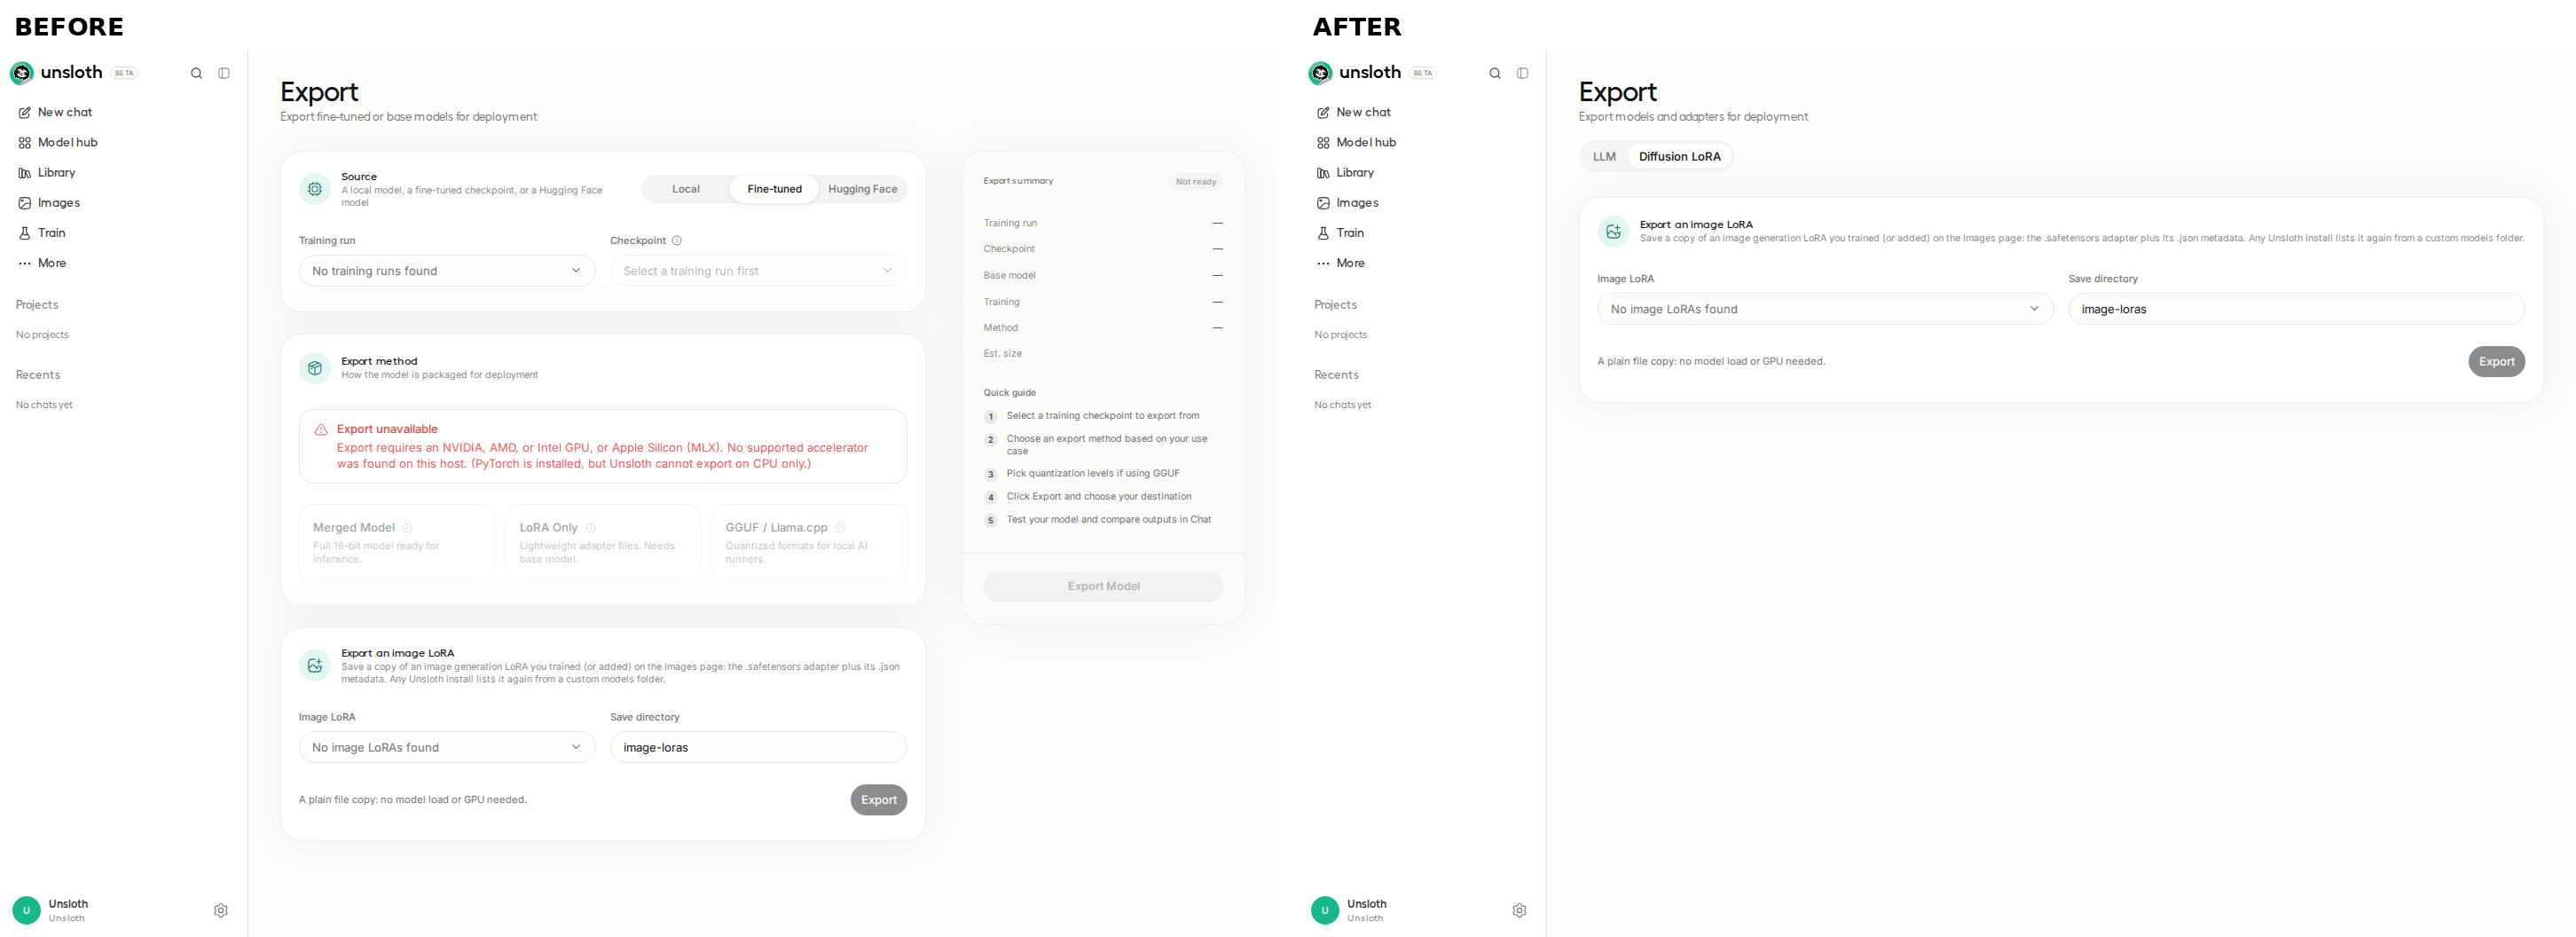 BEFORE
unsloth BETA
New chat
Model hub
Library
Images
Train
More
Projects
No projects
Recents
No chats yet
U
Unsloth
Unsloth
Export
Export fine-tuned or base models for deployment
Source
A local model, a fine-tuned checkpoint, or a Hugging Face
model
Local Fine-tuned Hugging Face
Training run Checkpoint
No training runs found Select a training run first
Export method
How the model is packaged for deployment
Export unavailable
Export requires an NVIDIA, AMD, or Intel GPU, or Apple Silicon (MLX). No supported accelerator
was found on this host. (PyTorch is installed, but Unsloth cannot export on CPU only.)
Merged Model
Full 16-bit model ready for
inference.
LoRA Only
Lightweight adapter files. Needs
base model.
GGUF / Llama.cpp
Quantized formats for local AI
runners.
Export an image LoRA
Save a copy of an image generation LoRA you trained (or added) on the Images page: the .safetensors adapter plus its .json
metadata. Any Unsloth install lists it again from a custom models folder.
Image LoRA Save directory
No image LoRAs found image-loras
A plain file copy: no model load or GPU needed. Export
Export summary Not ready
Training run —
Checkpoint —
Base model —
Training —
Method —
Est. size
Quick guide
1 Select a training checkpoint to export from
2 Choose an export method based on your use
case
3 Pick quantization levels if using GGUF
4 Click Export and choose your destination
5 Test your model and compare outputs in Chat
Export Model
AFTER
unsloth BETA
New chat
Model hub
Library
Images
Train
More
Projects
No projects
Recents
No chats yet
U
Unsloth
Unsloth
Export
Export models and adapters for deployment
LLM Diffusion LoRA
Export an image LoRA
Save a copy of an image generation LoRA you trained (or added) on the Images page: the .safetensors adapter plus its .json metadata. Any Unsloth install lists it again from a custom models folder.
Image LoRA Save directory
No image LoRAs found image-loras
A plain file copy: no model load or GPU needed. Export